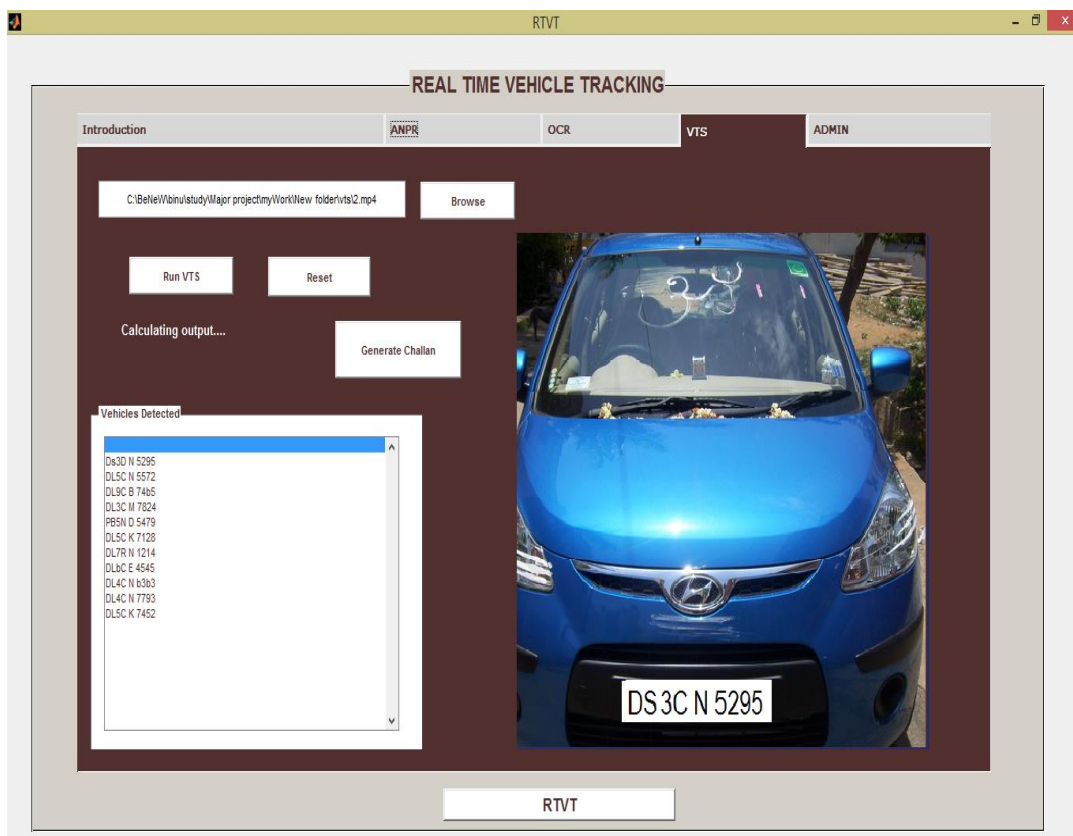 RTVT
REAL TIME VEHICLE TRACKING
Introduction
ANPR
OCR
VTS
ADMIN
C:\BeNeW\binu\study\Major project\myWork\New folder\vts\2.mp4
Browse
Run VTS
Reset
Calculating output....
Generate Challan
Vehicles Detected
Ds3D N 5295
DL5C N 5572
DL9C B 74b5
DL3C M 7824
PB5N D 5479
DL5C K 7128
DL7R N 1214
DLbC E 4545
DL4C N b3b3
DL4C N 7793
DL5C K 7452
DS 3C N 5295
RTVT